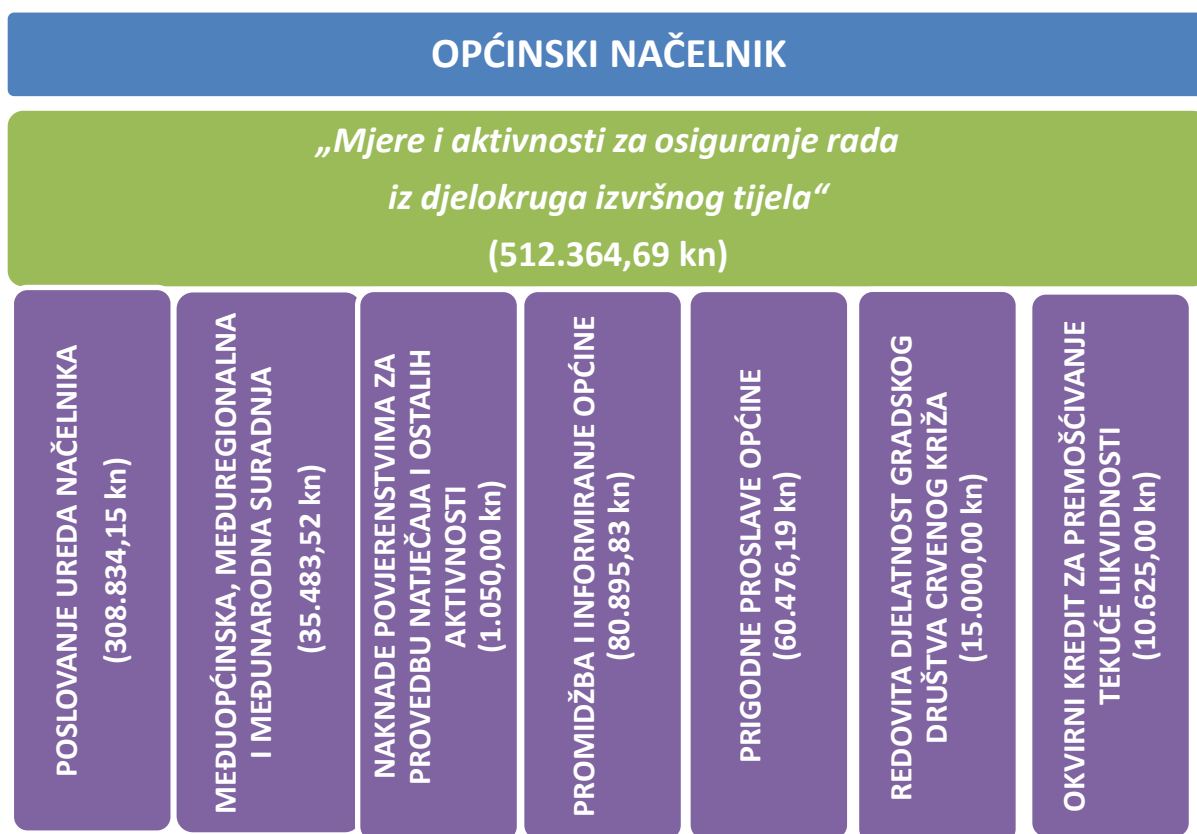 OPĆINSKI NAČELNIK
„Mjere i aktivnosti za osiguranje rada
iz djelokruga izvršnog tijela“
(512.364,69 kn)
POSLOVANJE UREDA NAČELNIKA
(308.834,15 kn)
MEĐUOPĆINSKA, MEĐUREGIONALNA
I MEĐUNARODNA SURADNJA
(35.483,52 kn)
NAKNADE POVJERENSTVIMA ZA
PROVEDBU NATJEČAJA I OSTALIH
AKTIVNOSTI
(1.050,00 kn)
PROMIDŽBA I INFORMIRANJE OPĆINE
(80.895,83 kn)
PRIGODNE PROSLAVE OPĆINE
(60.476,19 kn)
REDOVITA DJELATNOST GRADSKOG
DRUŠTVA CRVENOG KRIŽA
(15.000,00 kn)
OKVIRNI KREDIT ZA PREMOŠĆIVANJE
TEKUĆE LIKVIDNOSTI
(10.625,00 kn)